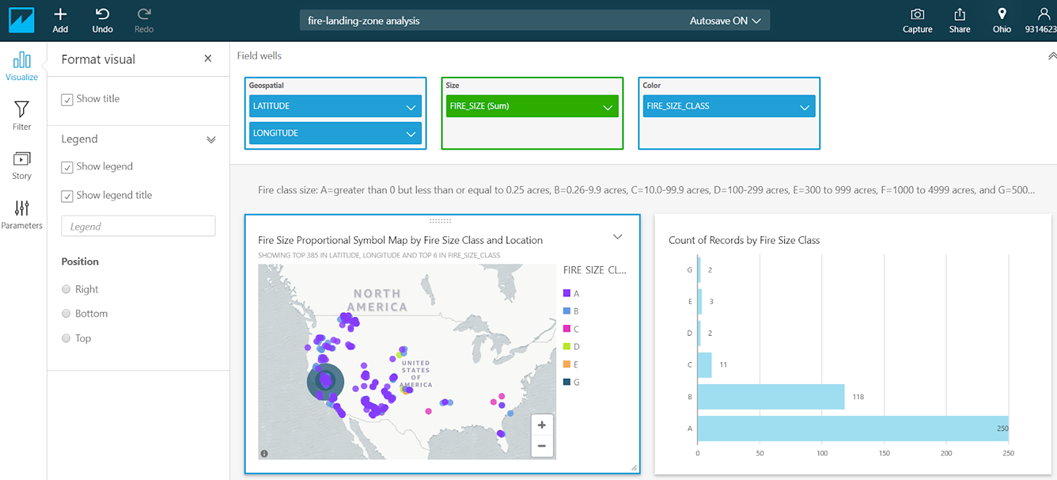 Add
Undo
Redo
fire-landing-zone analysis
Autosave ON
Capture
Share
Ohio
9314623
Visualize
Filter
Story
Parameters
Format visual
Show title
Legend
Show legend
Show legend title
Legend
Position
Right
Bottom
Top
Field wells
Geospatial
LATITUDE
LONGITUDE
Size
FIRE_SIZE (Sum)
Color
FIRE_SIZE_CLASS
Fire class size: A=greater than 0 but less than or equal to 0.25 acres, B=0.26-9.9 acres, C=10.0-99.9 acres, D=100-299 acres, E=300 to 999 acres, F=1000 to 4999 acres, and G=500...
Fire Size Proportional Symbol Map by Fire Size Class and Location
SHOWING TOP 385 IN LATITUDE, LONGITUDE AND TOP 6 IN FIRE_SIZE_CLASS
NORTH
AMERICA
UNITED
STATES
OF
AMERICA
FIRE_SIZE_CL...
A
B
C
D
E
G
+
−
Count of Records by Fire Size Class
G 2
E 3
D 2
C 11
B 118
A 250
0 50 100 150 200 250